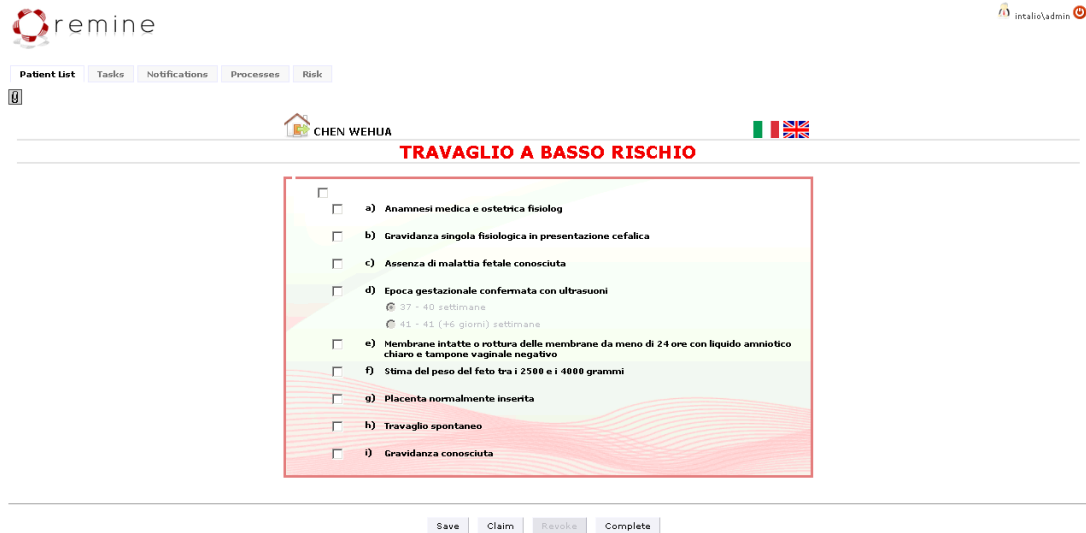 remine
intalio\admin
Patient List Tasks Notifications Processes Risk
CHEN WEHUA
TRAVAGLIO A BASSO RISCHIO
a) Anamnesi medica e ostetrica fisiolog
b) Gravidanza singola fisiologica in presentazione cefalica
c) Assenza di malattia fetale conosciuta
d) Epoca gestazionale confermata con ultrasuoni
37 - 40 settimane
41 - 41 (+6 giorni) settimane
e) Membrane intatte o rottura delle membrane da meno di 24 ore con liquido amniotico
chiaro e tampone vaginale negativo
f) Stima del peso del feto tra i 2500 e i 4000 grammi
g) Placenta normalmente inserita
h) Travaglio spontaneo
i) Gravidanza conosciuta
Save Claim Revoke Complete